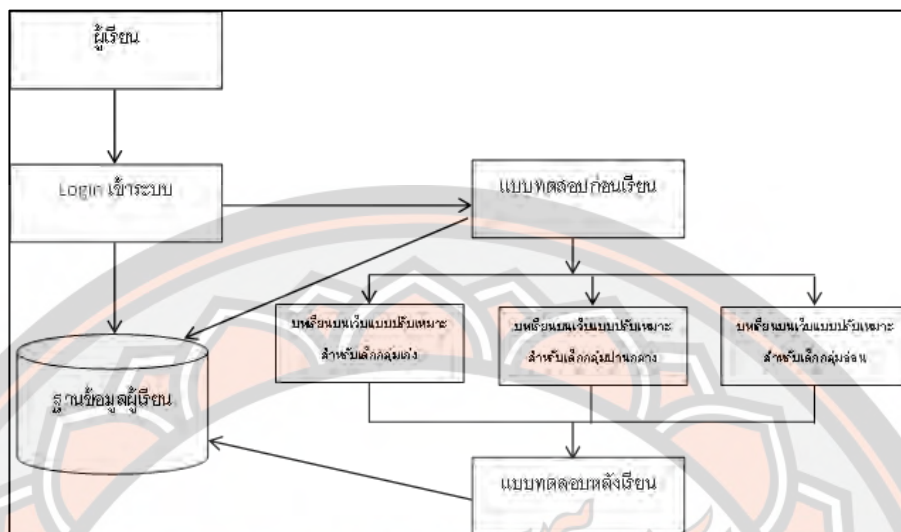 ผู้เรียน
Login เข้าระบบ
แบบทดสอบก่อนเรียน
บทเรียนบนเว็บแบบปรับเหมาะ
สำหรับเด็กกลุ่มเก่ง
บทเรียนบนเว็บแบบปรับเหมาะ
สำหรับเด็กกลุ่มปานกลาง
บทเรียนบนเว็บแบบปรับเหมาะ
สำหรับเด็กกลุ่มอ่อน
ฐานข้อมูลผู้เรียน
แบบทดสอบหลังเรียน